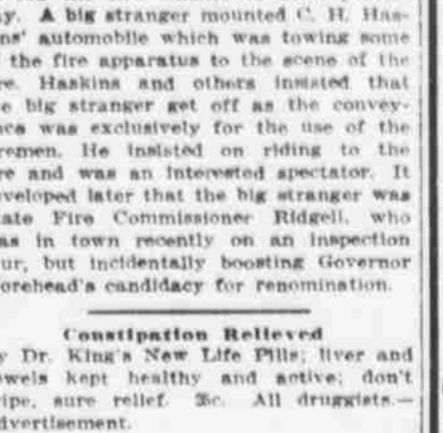 ay. A big stranger mounted C. H. Has-
ins' automobile which was towing some
f the fire apparatus to the scene of the
re. Haskins and others insisted that
e big stranger get off as the convey-
nce was exclusively for the use of the
remen. He insisted on riding to the
re and was an interested spectator. It
eveloped later that the big stranger was
tate Fire Commissioner Ridgell, who
as in town recently on an inspection
ur, but incidentally boosting Governor
orehead's candidacy for renomination.
Constipation Relieved
y Dr. King's New Life Pills; liver and
wels kept healthy and active; don't
ipe, sure relief. 25c. All druggists.—
dvertisement.